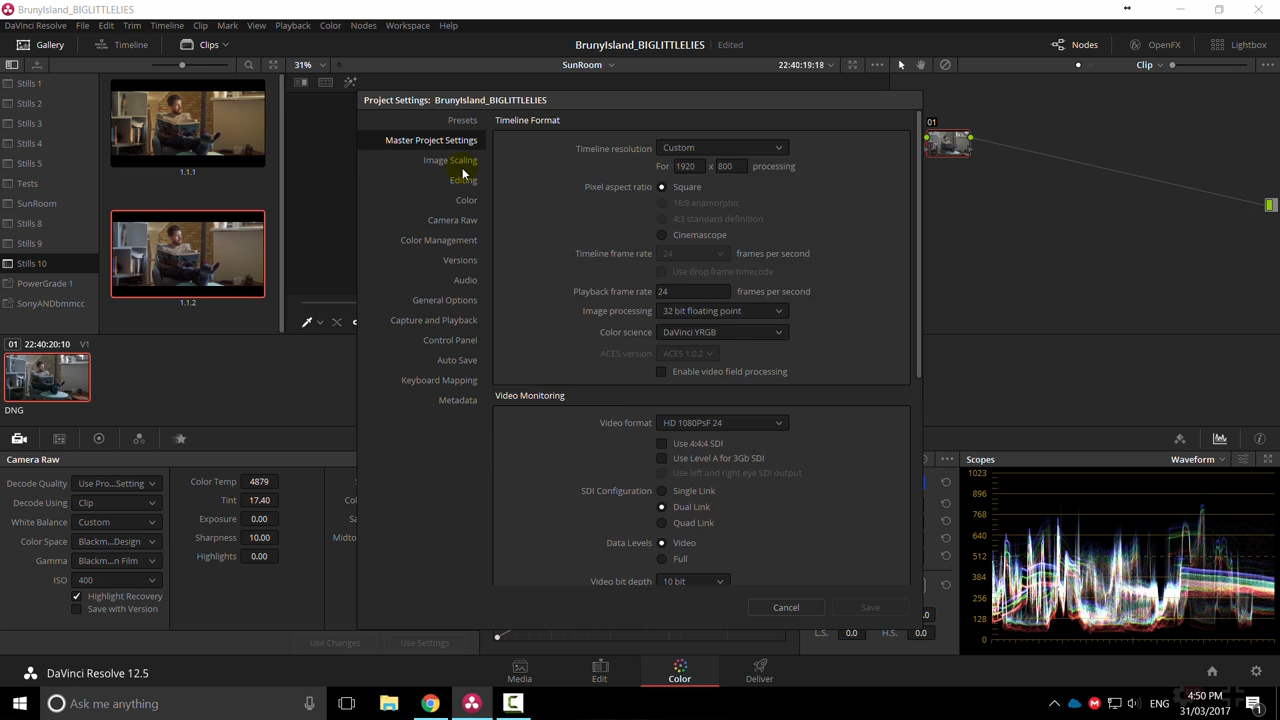 BrunyIsland_BIGLITTLELIES
DaVinci Resolve File Edit Trim Timeline Clip Mark View Playback Color Nodes Workspace Help
Gallery Timeline Clips BrunyIsland_BIGLITTLELIES Edited Nodes OpenFX Lightbox
31% SunRoom 22:40:19:18 Clip
Stills 1
Stills 2
Stills 3
Stills 4
Stills 5
Tests
SunRoom
Stills 8
Stills 9
Stills 10
PowerGrade 1
SonyANDbmmcc
1.1.1
1.1.2
01 22:40:20:10 V1
DNG
Project Settings: BrunyIsland_BIGLITTLELIES
Presets
Master Project Settings
Image Scaling
Editing
Color
Camera Raw
Color Management
Versions
Audio
General Options
Capture and Playback
Control Panel
Auto Save
Keyboard Mapping
Metadata
Timeline Format
Timeline resolution Custom
For 1920 x 800 processing
Pixel aspect ratio Square
16:9 anamorphic
4:3 standard definition
Cinemascope
Timeline frame rate 24 frames per second
Use drop frame timecode
Playback frame rate 24 frames per second
Image processing 32 bit floating point
Color science DaVinci YRGB
ACES version ACES 1.0.2
Enable video field processing
Video Monitoring
Video format HD 1080PsF 24
Use 4:4:4 SDI
Use Level A for 3Gb SDI
Use left and right eye SDI output
SDI Configuration Single Link
Dual Link
Quad Link
Data Levels Video
Full
Video bit depth 10 bit
Cancel Save
01
Camera Raw
Decode Quality Use Pro...Setting
Decode Using Clip
White Balance Custom
Color Space Blackm...Design
Gamma Blackm...n Film
ISO 400
Highlight Recovery
Save with Version
Color Temp 4879
Tint 17.40
Exposure 0.00
Sharpness 10.00
Highlights 0.00
Use Changes Use Settings
L.S. 0.0 H.S. 0.0
Scopes Waveform
1023
896
768
640
512
384
256
128
0
DaVinci Resolve 12.5
Media Edit Color Deliver
Ask me anything
ENG
4:50 PM
31/03/2017
1